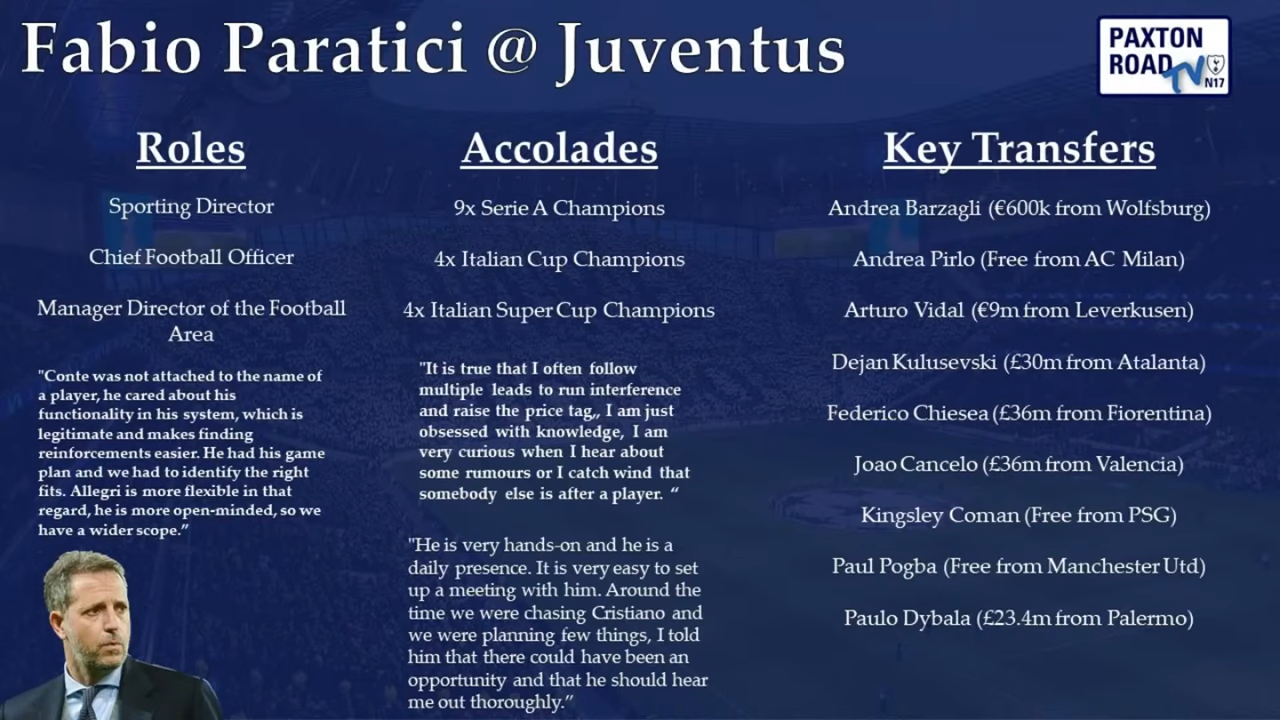 Fabio Paratici @ Juventus
PAXTON
ROAD
TV
N17
Roles
Sporting Director
Chief Football Officer
Manager Director of the Football
Area
"Conte was not attached to the name of
a player, he cared about his
functionality in his system, which is
legitimate and makes finding
reinforcements easier. He had his game
plan and we had to identify the right
fits. Allegri is more flexible in that
regard, he is more open-minded, so we
have a wider scope.”
Accolades
9x Serie A Champions
4x Italian Cup Champions
4x Italian Super Cup Champions
"It is true that I often follow
multiple leads to run interference
and raise the price tag,, I am just
obsessed with knowledge, I am
very curious when I hear about
some rumours or I catch wind that
somebody else is after a player. “
"He is very hands-on and he is a
daily presence. It is very easy to set
up a meeting with him. Around the
time we were chasing Cristiano and
we were planning few things, I told
him that there could have been an
opportunity and that he should hear
me out thoroughly.”
Key Transfers
Andrea Barzagli (€600k from Wolfsburg)
Andrea Pirlo (Free from AC Milan)
Arturo Vidal (€9m from Leverkusen)
Dejan Kulusevski (£30m from Atalanta)
Federico Chiesea (£36m from Fiorentina)
Joao Cancelo (£36m from Valencia)
Kingsley Coman (Free from PSG)
Paul Pogba (Free from Manchester Utd)
Paulo Dybala (£23.4m from Palermo)